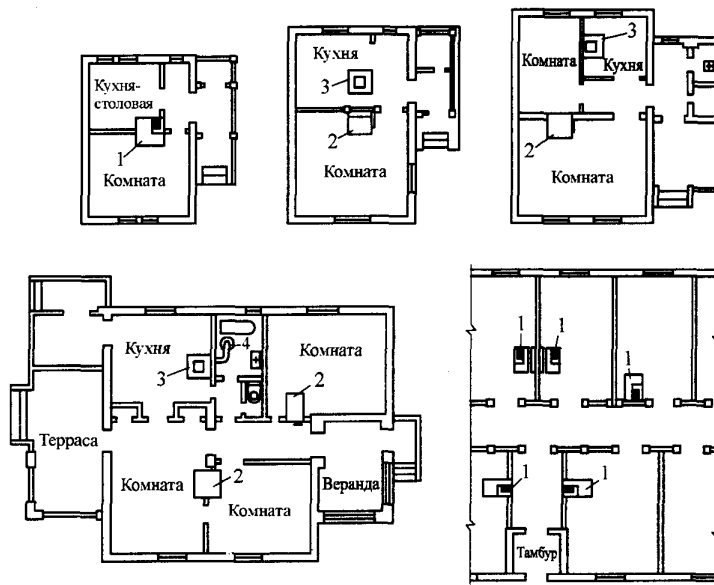 Кухня-
столовая
1
Комната
Кухня
3
2
Комната
Комната
3
Кухня
2
Комната
Кухня
3
4
Комната
2
Терраса
Комната
2
Комната
Веранда
1
1
1
1
1
Тамбур